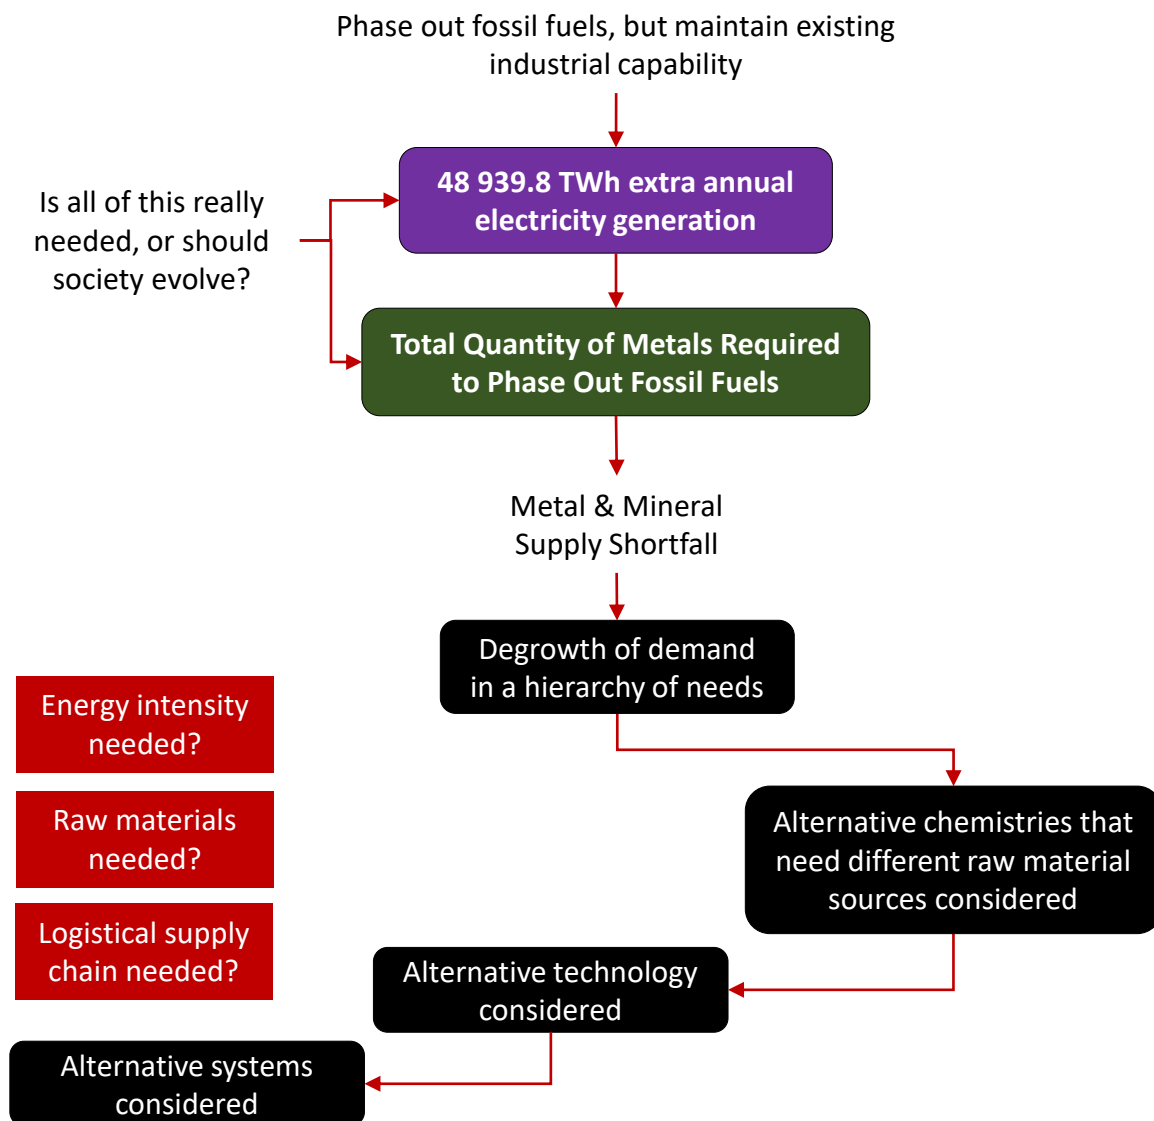 Phase out fossil fuels, but maintain existing
industrial capability
48 939.8 TWh extra annual
electricity generation
Is all of this really
needed, or should
society evolve?
Total Quantity of Metals Required
to Phase Out Fossil Fuels
Metal & Mineral
Supply Shortfall
Degrowth of demand
in a hierarchy of needs
Energy intensity
needed?
Raw materials
needed?
Logistical supply
chain needed?
Alternative chemistries that
need different raw material
sources considered
Alternative technology
considered
Alternative systems
considered